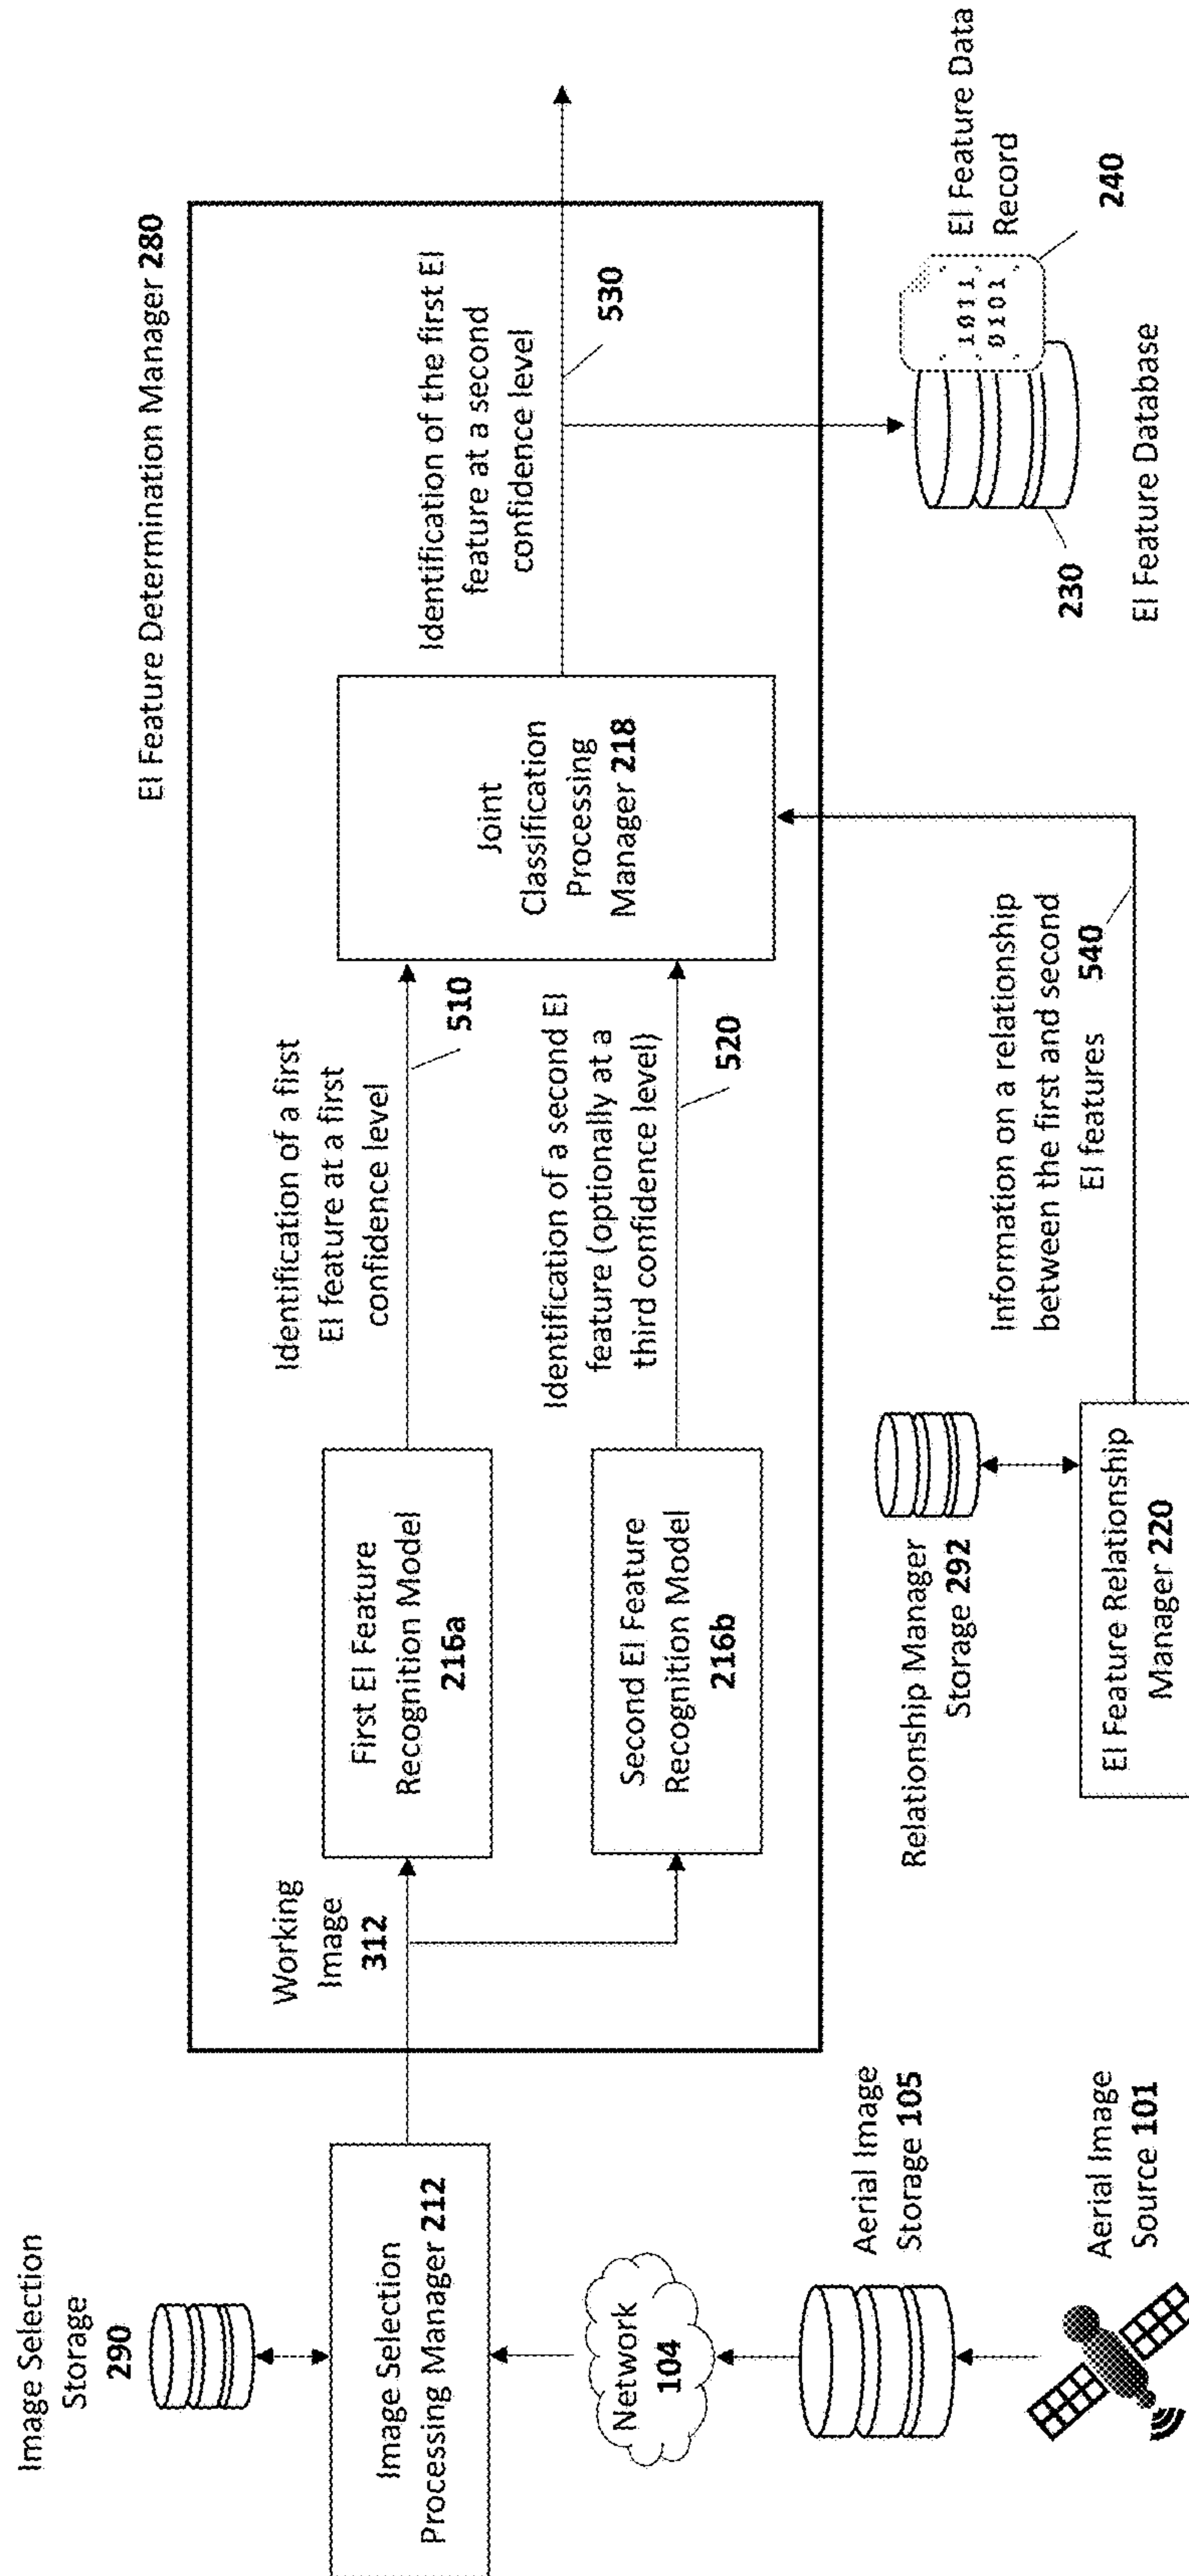 EI Feature Determination Manager 280
Image Selection
Storage
290
Image Selection
Processing Manager 212
Network
104
Aerial Image
Storage 105
Aerial Image
Source 101
Working
Image
312
First EI Feature
Recognition Model
216a
Second EI Feature
Recognition Model
216b
Identification of a first
EI feature at a first
confidence level
510
Identification of a second EI
feature (optionally at a
third confidence level)
520
Joint
Classification
Processing
Manager 218
Identification of the first EI
feature at a second
confidence level
530
Relationship Manager
Storage 292
EI Feature Relationship
Manager 220
Information on a relationship
between the first and second
EI features 540
1011
0101
EI Feature Data
Record
240
230
EI Feature Database